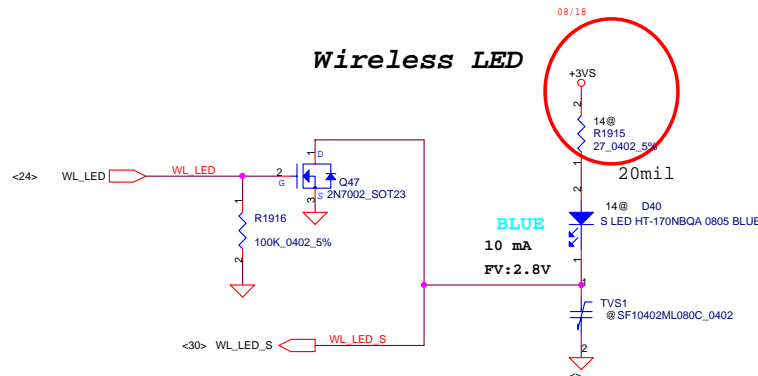 08/18
Wireless LED
+3VS
2
14@
R1915
27_0402_5%
1
20mil
<24> WL_LED
WL_LED
2
G
1
D
Q47
2N7002_SOT23
S
3
1
R1916
100K_0402_5%
2
2
14@ D40
S LED HT-170NBQA 0805 BLUE
BLUE
10 mA
FV:2.8V
1
1
TVS1
@ SF10402ML080C_0402
2
<30> WL_LED_S
WL_LED_S